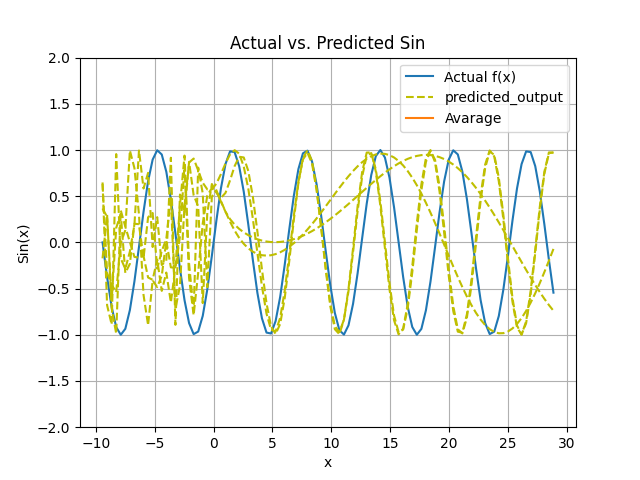 Actual vs. Predicted Sin
Actual f(x)
predicted_output
Avarage
2.0
1.5
1.0
0.5
0.0
−0.5
−1.0
−1.5
−2.0
Sin(x)
−10 −5 0 5 10 15 20 25 30
x